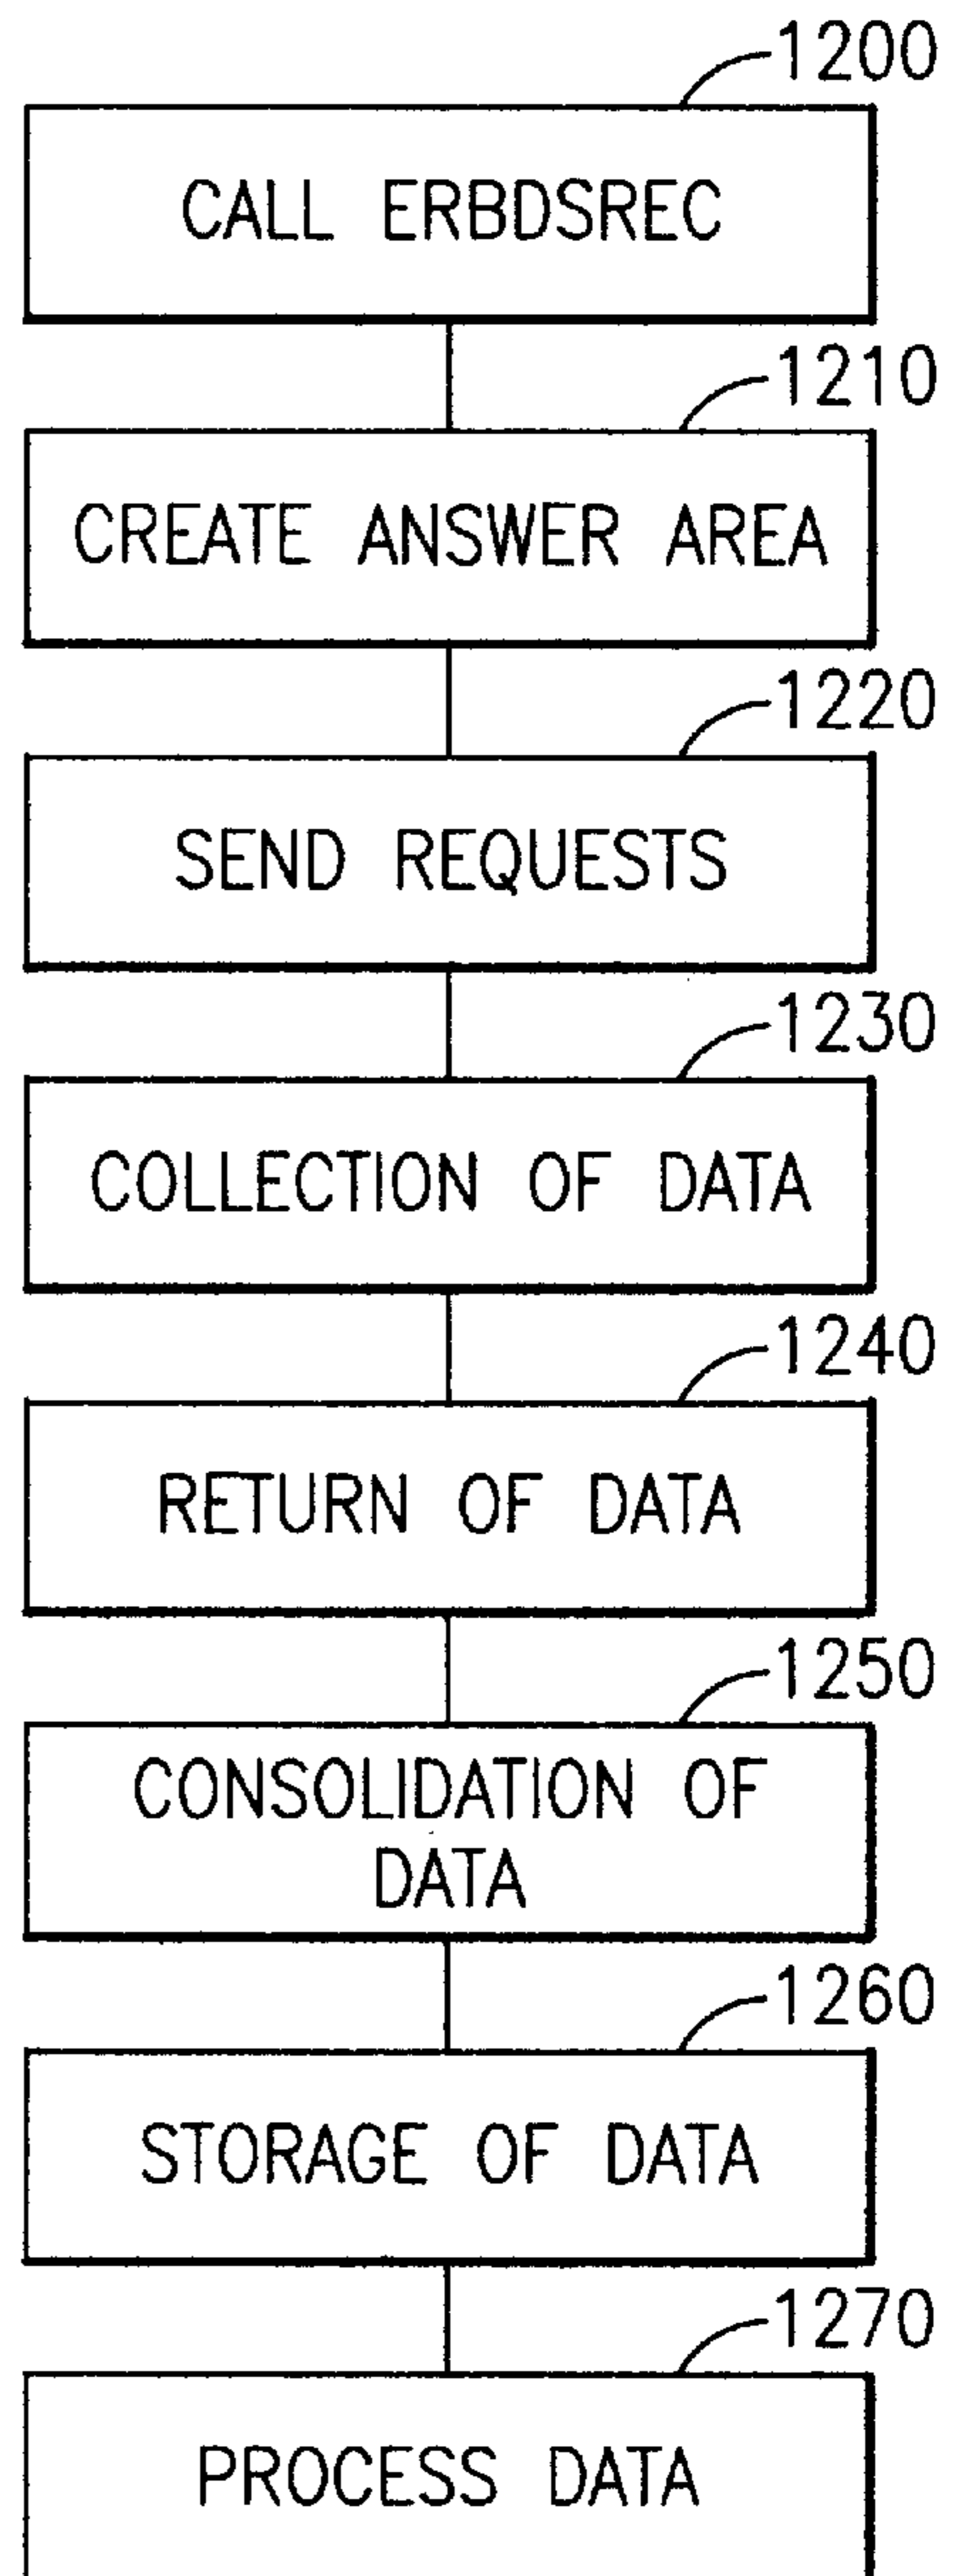 1200
CALL ERBDSREC
1210
CREATE ANSWER AREA
1220
SEND REQUESTS
1230
COLLECTION OF DATA
1240
RETURN OF DATA
1250
CONSOLIDATION OF
DATA
1260
STORAGE OF DATA
1270
PROCESS DATA